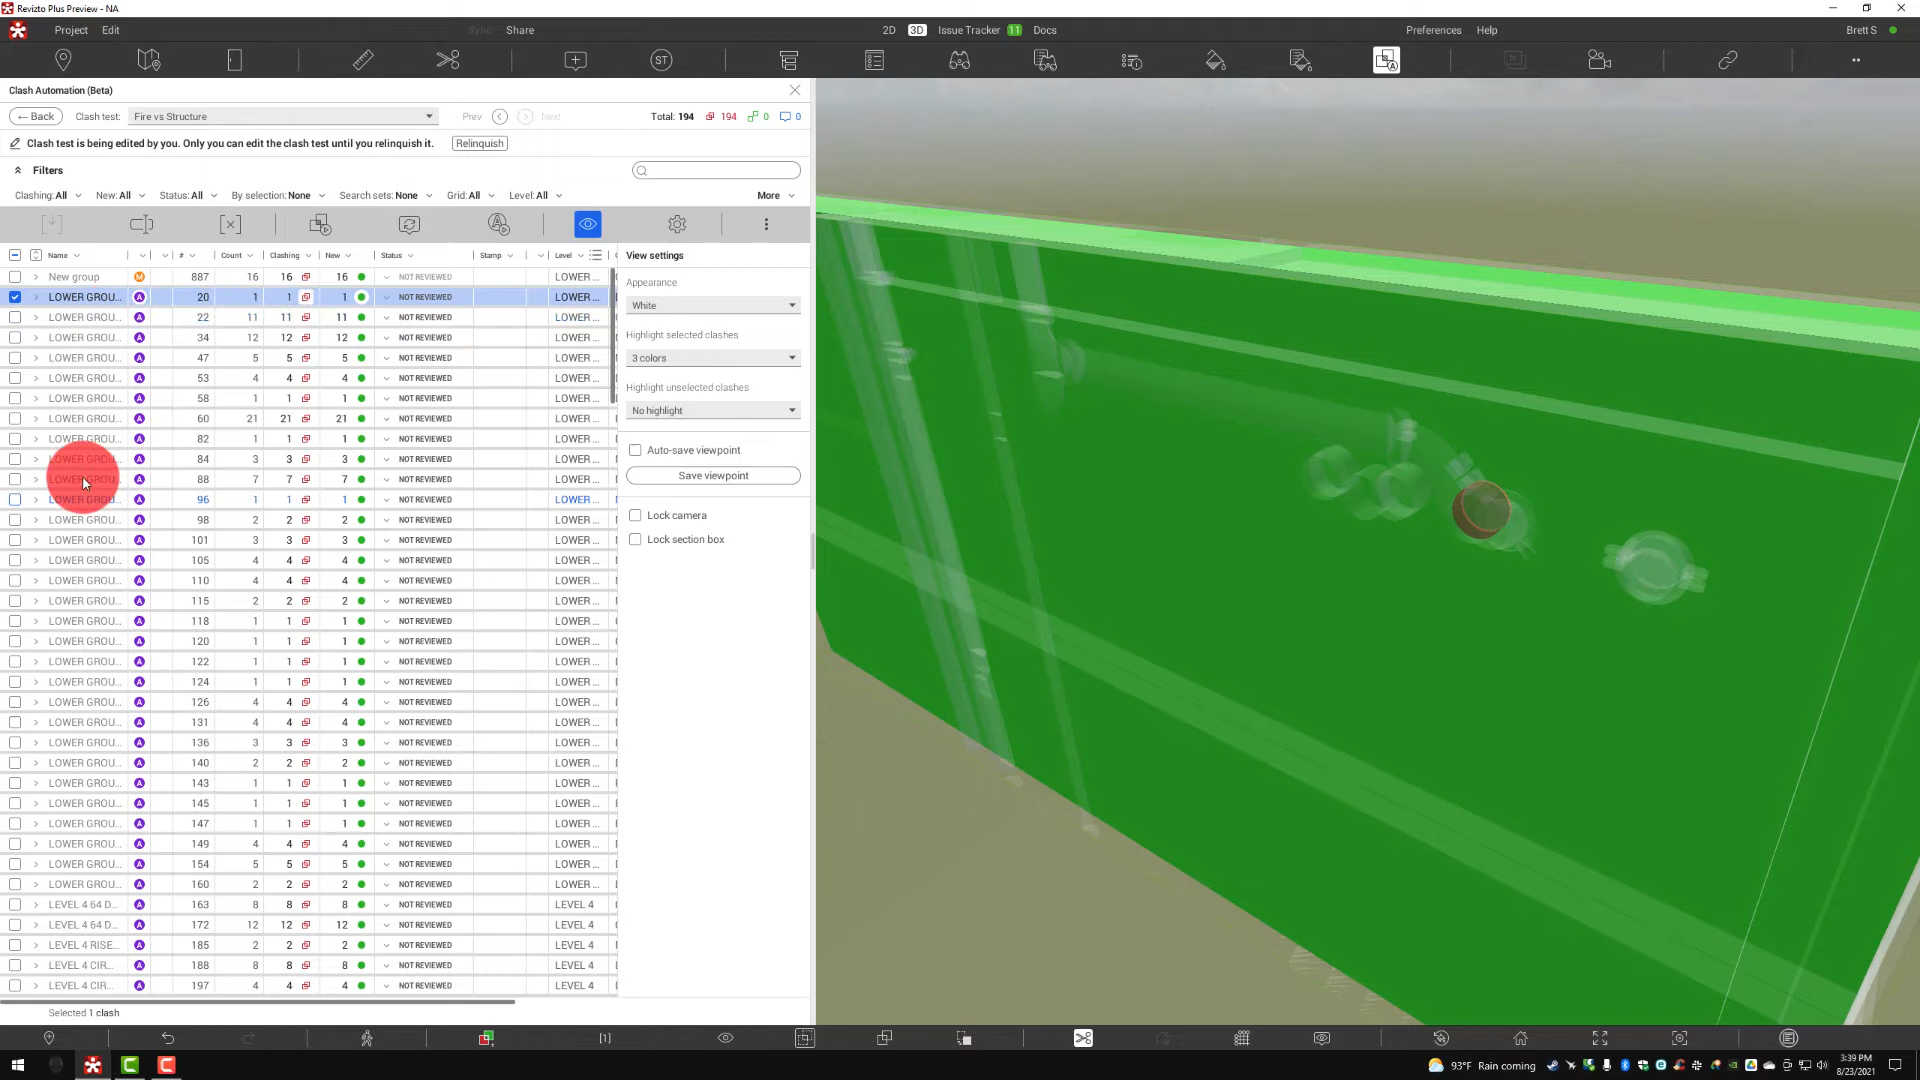 Revizto Plus Preview - NA
Project Edit Sync Share 2D 3D Issue Tracker 11 Docs Preferences Help Brett S
ST
Clash Automation (Beta)
← Back Clash test: Fire vs Structure Prev Next Total: 194 194 0 0
Clash test is being edited by you. Only you can edit the clash test until you relinquish it. Relinquish
Filters
Clashing: All New: All Status: All By selection: None Search sets: None Grid: All Level: All More
Name # Count Clashing New Status Stamp Level
New group M 887 16 16 16 NOT REVIEWED LOWER ...
LOWER GROU... A 20 1 1 1 NOT REVIEWED LOWER ...
LOWER GROU... A 22 11 11 11 NOT REVIEWED LOWER ...
LOWER GROU... A 34 12 12 12 NOT REVIEWED LOWER ...
LOWER GROU... A 47 5 5 5 NOT REVIEWED LOWER ...
LOWER GROU... A 53 4 4 4 NOT REVIEWED LOWER ...
LOWER GROU... A 58 1 1 1 NOT REVIEWED LOWER ...
LOWER GROU... A 60 21 21 21 NOT REVIEWED LOWER ...
LOWER GROU... A 82 1 1 1 NOT REVIEWED LOWER ...
LOWER GROU... A 84 3 3 3 NOT REVIEWED LOWER ...
LOWER GROU... A 88 7 7 7 NOT REVIEWED LOWER ...
LOWER GROU... A 96 1 1 1 NOT REVIEWED LOWER ...
LOWER GROU... A 98 2 2 2 NOT REVIEWED LOWER ...
LOWER GROU... A 101 3 3 3 NOT REVIEWED LOWER ...
LOWER GROU... A 105 4 4 4 NOT REVIEWED LOWER ...
LOWER GROU... A 110 4 4 4 NOT REVIEWED LOWER ...
LOWER GROU... A 115 2 2 2 NOT REVIEWED LOWER ...
LOWER GROU... A 118 1 1 1 NOT REVIEWED LOWER ...
LOWER GROU... A 120 1 1 1 NOT REVIEWED LOWER ...
LOWER GROU... A 122 1 1 1 NOT REVIEWED LOWER ...
LOWER GROU... A 124 1 1 1 NOT REVIEWED LOWER ...
LOWER GROU... A 126 4 4 4 NOT REVIEWED LOWER ...
LOWER GROU... A 131 4 4 4 NOT REVIEWED LOWER ...
LOWER GROU... A 136 3 3 3 NOT REVIEWED LOWER ...
LOWER GROU... A 140 2 2 2 NOT REVIEWED LOWER ...
LOWER GROU... A 143 1 1 1 NOT REVIEWED LOWER ...
LOWER GROU... A 145 1 1 1 NOT REVIEWED LOWER ...
LOWER GROU... A 147 1 1 1 NOT REVIEWED LOWER ...
LOWER GROU... A 149 4 4 4 NOT REVIEWED LOWER ...
LOWER GROU... A 154 5 5 5 NOT REVIEWED LOWER ...
LOWER GROU... A 160 2 2 2 NOT REVIEWED LOWER ...
LEVEL 4 64 D... A 163 8 8 8 NOT REVIEWED LEVEL 4
LEVEL 4 64 D... A 172 12 12 12 NOT REVIEWED LEVEL 4
LEVEL 4 RISE... A 185 2 2 2 NOT REVIEWED LEVEL 4
LEVEL 4 CIR... A 188 8 8 8 NOT REVIEWED LEVEL 4
LEVEL 4 CIR... A 197 4 4 4 NOT REVIEWED LEVEL 4
View settings
Appearance
White
Highlight selected clashes
3 colors
Highlight unselected clashes
No highlight
Auto-save viewpoint
Save viewpoint
Lock camera
Lock section box
Selected 1 clash
93°F Rain coming
3:39 PM
8/23/2021